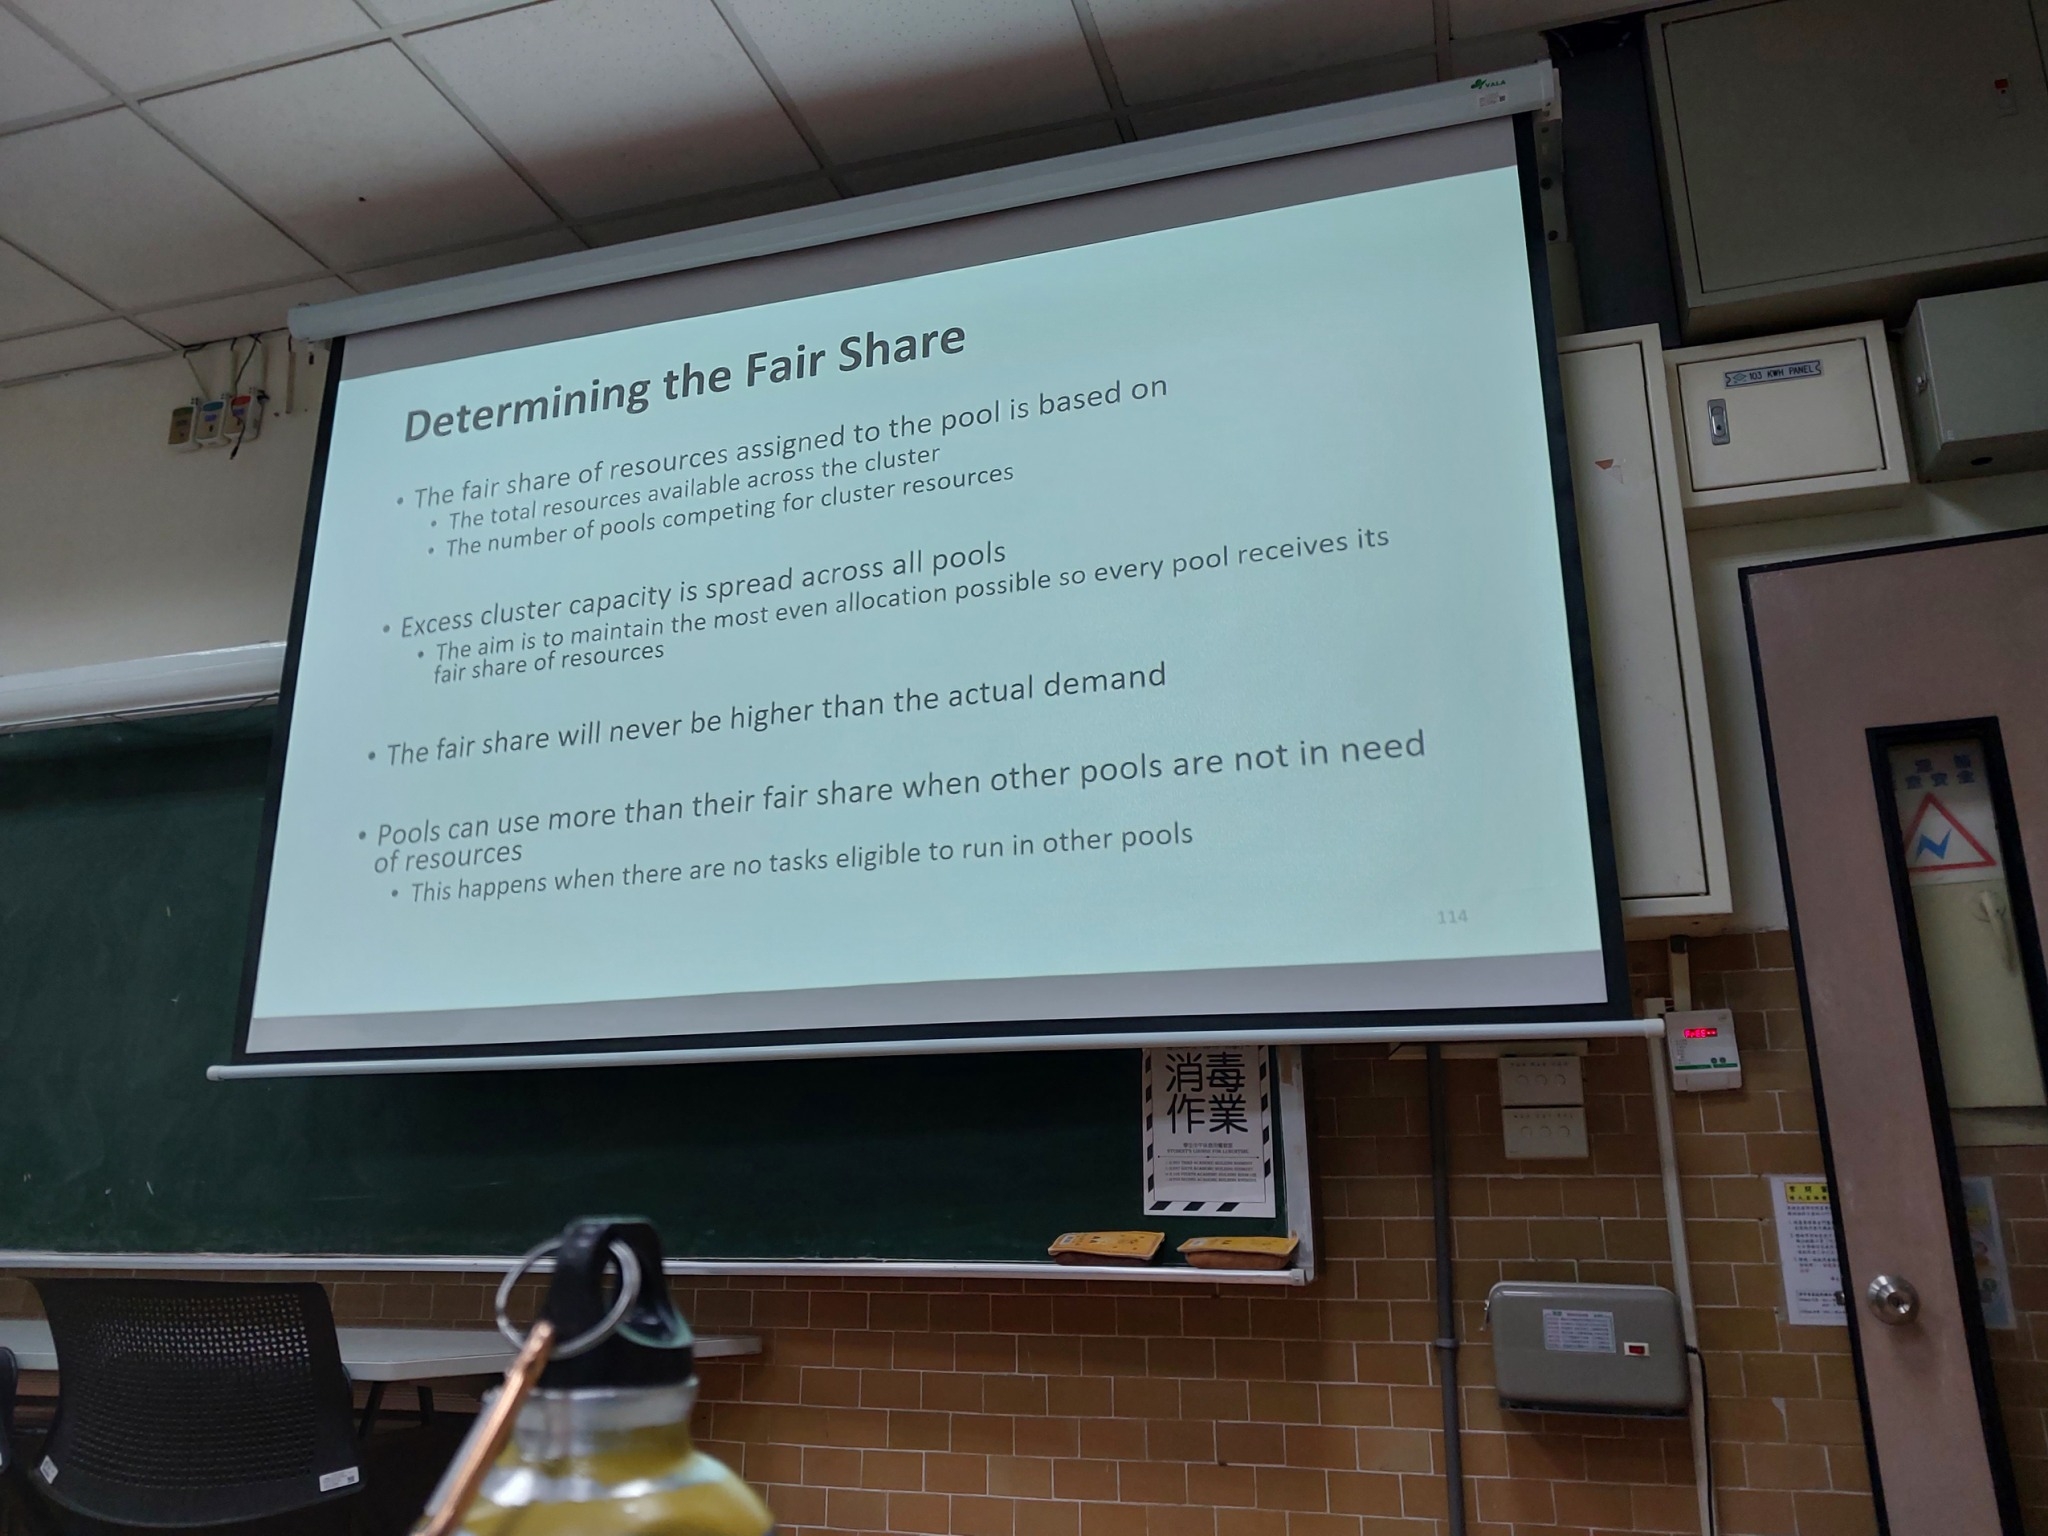 VALA
Determining the Fair Share
• The fair share of resources assigned to the pool is based on
• The total resources available across the cluster
• The number of pools competing for cluster resources
• Excess cluster capacity is spread across all pools
• The aim is to maintain the most even allocation possible so every pool receives its
fair share of resources
• The fair share will never be higher than the actual demand
• Pools can use more than their fair share when other pools are not in need
of resources
• This happens when there are no tasks eligible to run in other pools
114
103 KWH PANEL
消毒
作業
STUDENT'S LOUNGE FOR LUNCHTIME